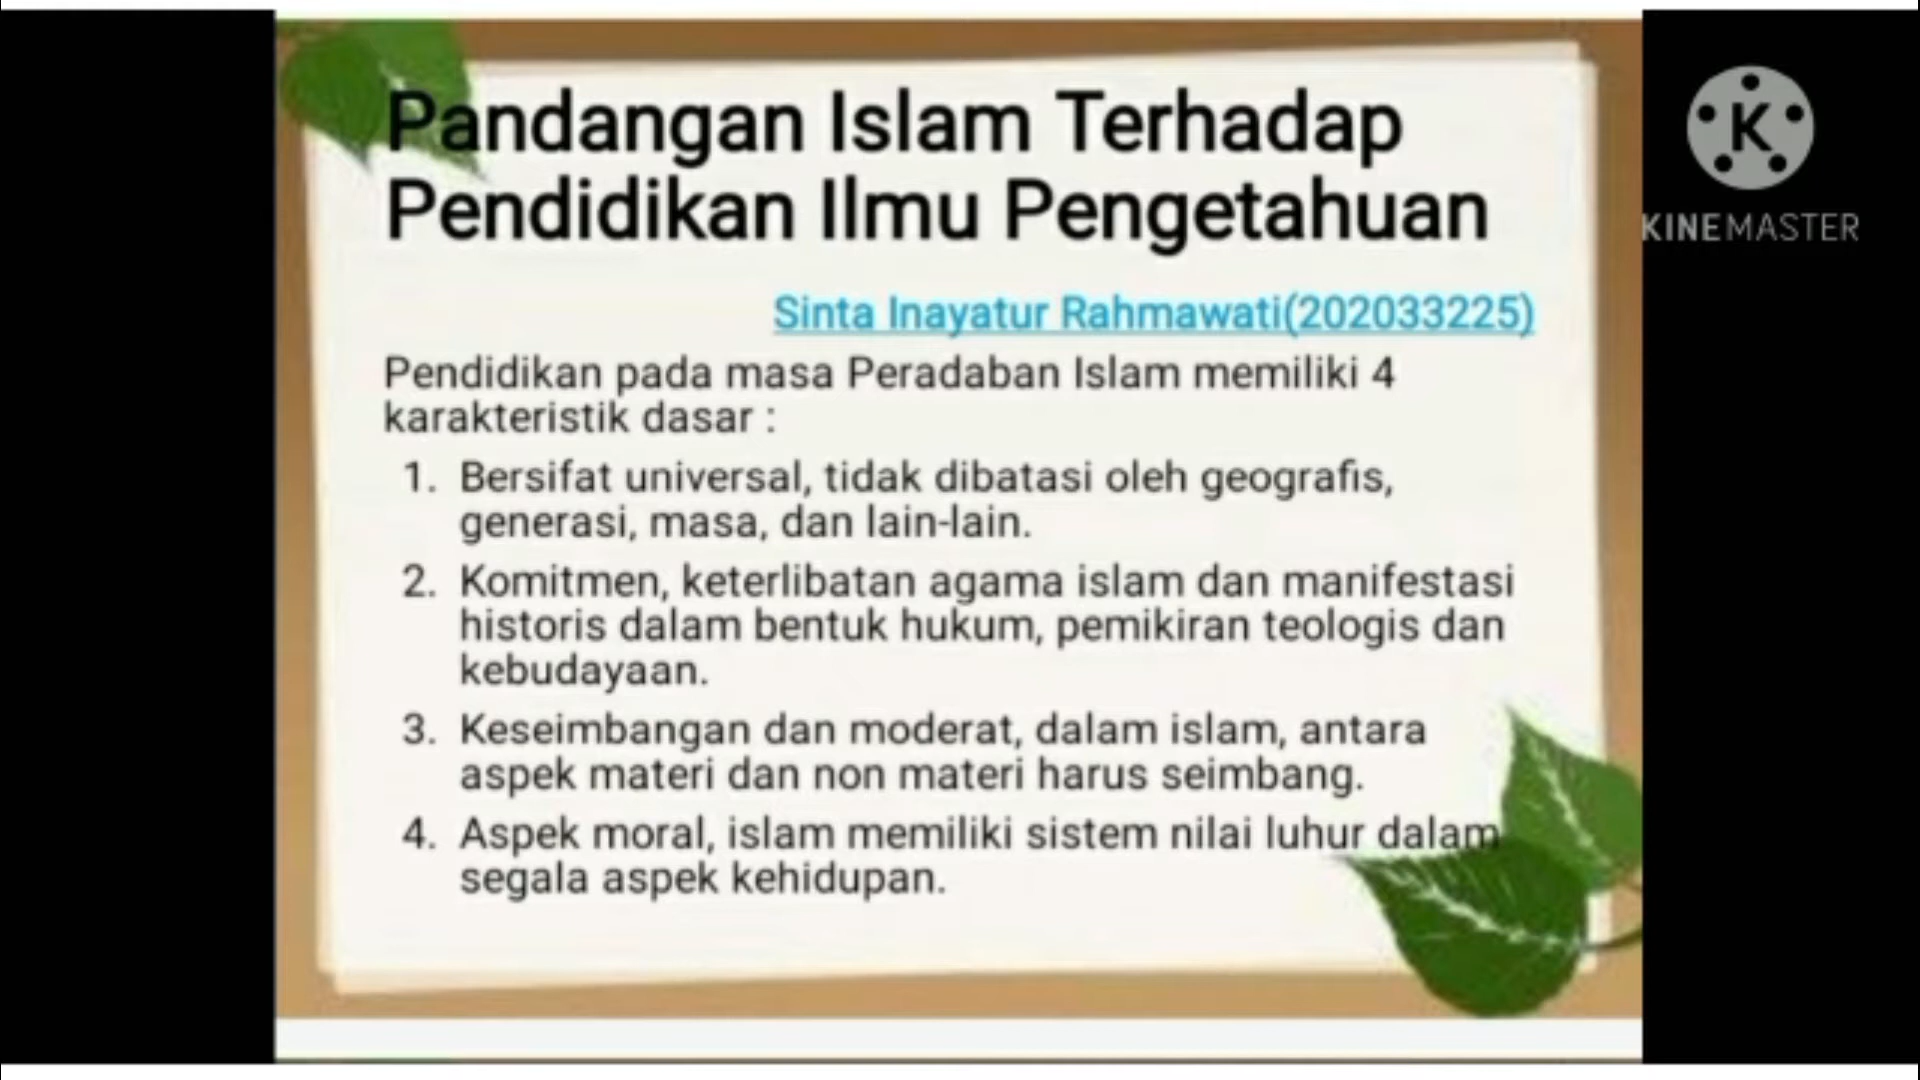 Pandangan Islam Terhadap
Pendidikan Ilmu Pengetahuan
Sinta Inayatur Rahmawati(202033225)
Pendidikan pada masa Peradaban Islam memiliki 4
karakteristik dasar :
1. Bersifat universal, tidak dibatasi oleh geografis,
generasi, masa, dan lain-lain.
2. Komitmen, keterlibatan agama islam dan manifestasi
historis dalam bentuk hukum, pemikiran teologis dan
kebudayaan.
3. Keseimbangan dan moderat, dalam islam, antara
aspek materi dan non materi harus seimbang.
4. Aspek moral, islam memiliki sistem nilai luhur dalam
segala aspek kehidupan.
K
KINEMASTER